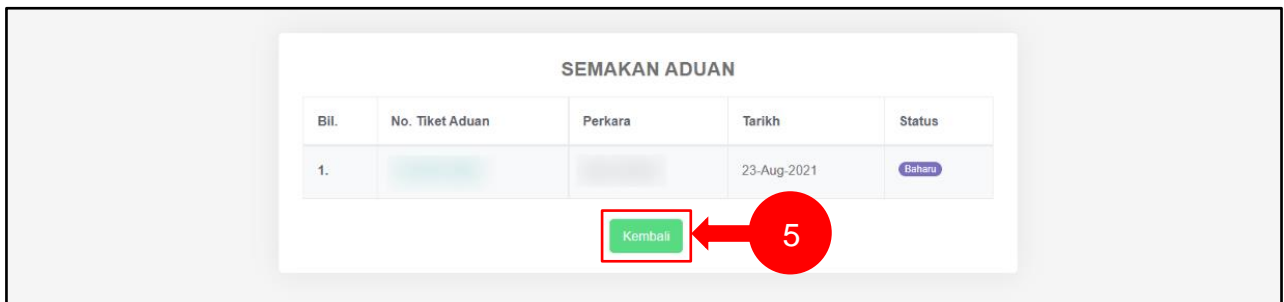 SEMAKAN ADUAN
Bil. No. Tiket Aduan Perkara Tarikh Status
1. 23-Aug-2021 Baharu
Kembali 5